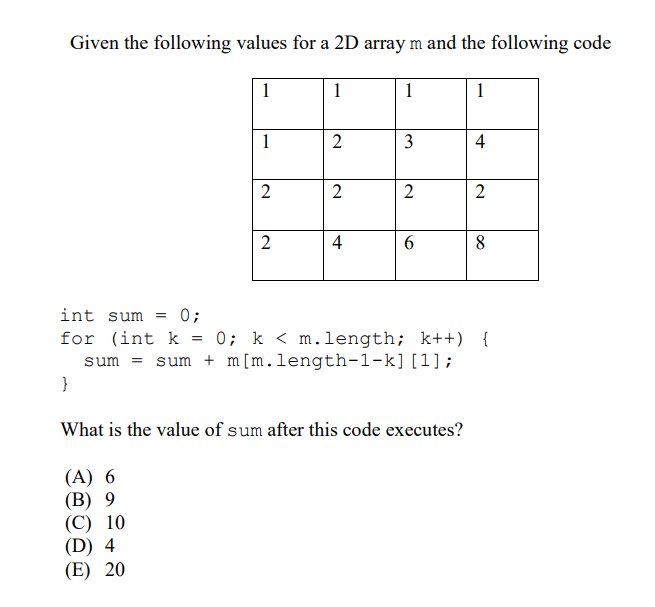 Given the following values for a 2D array m and the following code
1 1 1 1
1 2 3 4
2 2 2 2
2 4 6 8
int sum = 0;
for (int k = 0; k < m.length; k++) {
sum = sum + m[m.length-1-k][1];
}
What is the value of sum after this code executes?
(A) 6
(B) 9
(C) 10
(D) 4
(E) 20